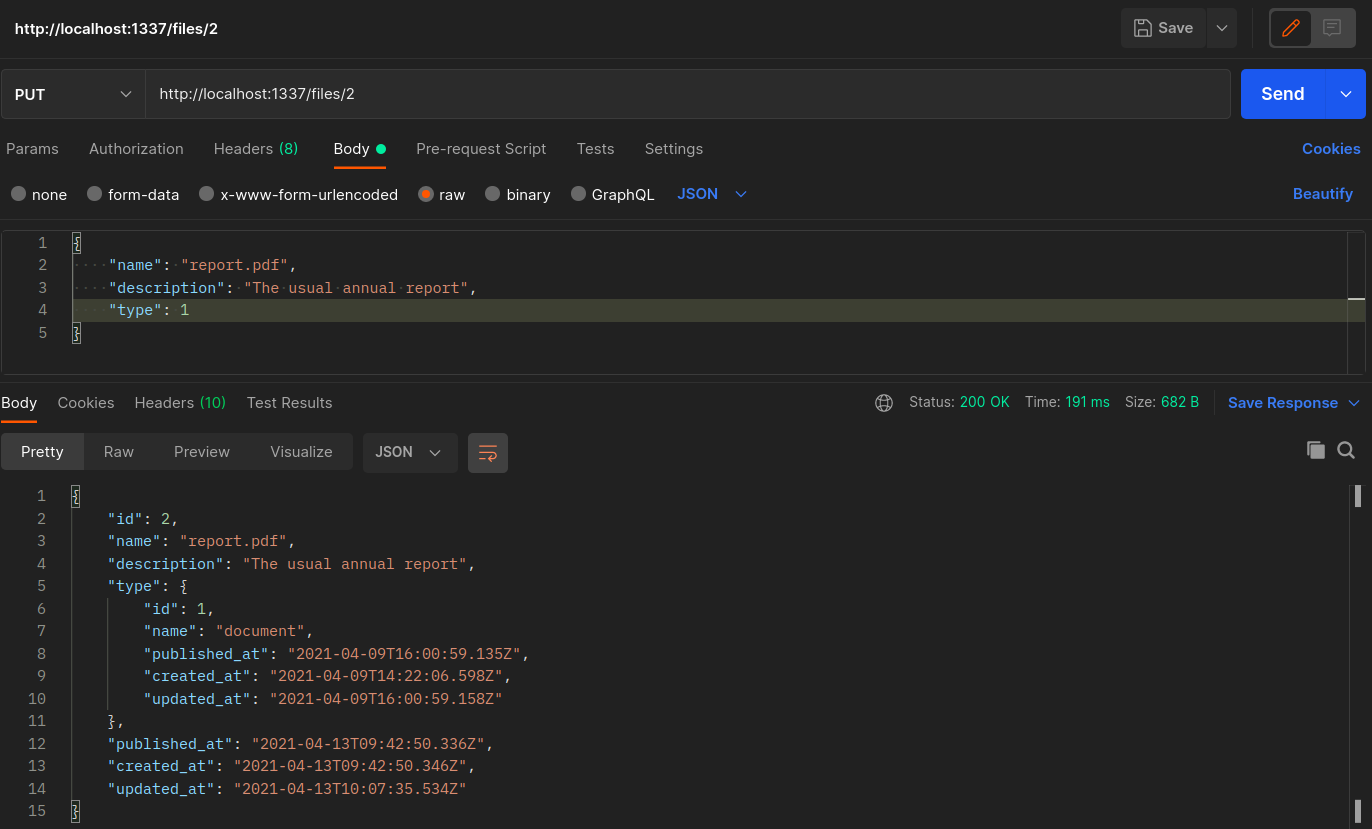 http://localhost:1337/files/2
Save
PUT
http://localhost:1337/files/2
Send
Params Authorization Headers (8) Body Pre-request Script Tests Settings Cookies
none form-data x-www-form-urlencoded raw binary GraphQL JSON Beautify
1 {
2 ····"name":·"report.pdf",
3 ····"description":·"The·usual·annual·report",
4 ····"type": 1
5 }
Body Cookies Headers (10) Test Results Status: 200 OK Time: 191 ms Size: 682 B Save Response
Pretty Raw Preview Visualize JSON
1 {
2     "id": 2,
3     "name": "report.pdf",
4     "description": "The usual annual report",
5     "type": {
6         "id": 1,
7         "name": "document",
8         "published_at": "2021-04-09T16:00:59.135Z",
9         "created_at": "2021-04-09T14:22:06.598Z",
10         "updated_at": "2021-04-09T16:00:59.158Z"
11     },
12     "published_at": "2021-04-13T09:42:50.336Z",
13     "created_at": "2021-04-13T09:42:50.346Z",
14     "updated_at": "2021-04-13T10:07:35.534Z"
15 }